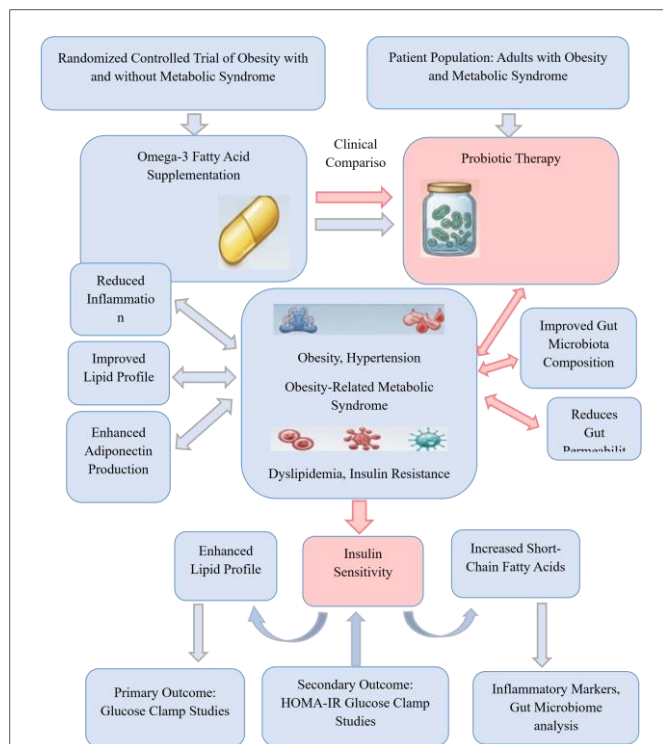 Randomized Controlled Trial of Obesity with
and without Metabolic Syndrome
Patient Population: Adults with Obesity
and Metabolic Syndrome
Omega-3 Fatty Acid
Supplementation
Clinical
Compariso
Probiotic Therapy
Reduced
Inflammatio
n
Improved
Lipid Profile
Enhanced
Adiponectin
Production
Obesity, Hypertension
Obesity-Related Metabolic
Syndrome
Dyslipidemia, Insulin Resistance
Improved Gut
Microbiota
Composition
Reduces
Gut
Permeabilit
Enhanced
Lipid Profile
Insulin
Sensitivity
Increased Short-
Chain Fatty Acids
Primary Outcome:
Glucose Clamp Studies
Secondary Outcome:
HOMA-IR Glucose Clamp
Studies
Inflammatory Markers,
Gut Microbiome
analysis